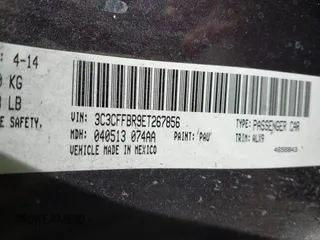 : 4-14
KG
LB
E SAFETY.
VIN: 3C3CFFBR9ET267856
MDH: 040513 074AA PAINT: 'PAU'
VEHICLE MADE IN MEXICO
TYPE: PASSENGER CAR
TRIM: ALX9